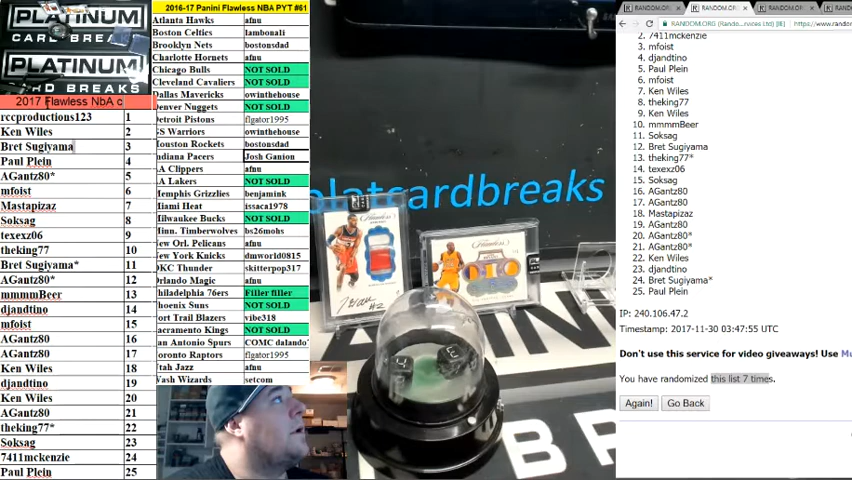 PLATINUM
CARD BREAKS
PLATINUM
2017 Flawless NbA c
rccproductions123 1
Ken Wiles 2
Bret Sugiyama 3
Paul Plein 4
AGantz80* 5
mfoist 6
Mastapizaz 7
Soksag 8
texexz06 9
theking77 10
Bret Sugiyama* 11
AGantz80* 12
mmmmBeer 13
djandtino 14
mfoist 15
AGantz80 16
AGantz80 17
Ken Wiles 18
djandtino 19
Ken Wiles 20
AGantz80 21
theking77* 22
Soksag 23
7411mckenzie 24
Paul Plein 25
2016-17 Panini Flawless NBA PYT #61
Atlanta Hawks afnu
Boston Celtics Iambonali
Brooklyn Nets bostonsdad
Charlotte Hornets afnu
Chicago Bulls NOT SOLD
Cleveland Cavaliers NOT SOLD
Dallas Mavericks owinthehouse
Denver Nuggets NOT SOLD
Detroit Pistons flgator1995
GS Warriors owinthehouse
Houston Rockets bostonsdad
Indiana Pacers Josh Ganion
LA Clippers afnu
LA Lakers NOT SOLD
Memphis Grizzlies benjamink
Miami Heat issaca1978
Milwaukee Bucks NOT SOLD
Minn. Timberwolves bs26mohs
New Orl. Pelicans afnu
New York Knicks dmworld0815
OKC Thunder skitterpop317
Orlando Magic afnu
Philadelphia 76ers Filler filler
Phoenix Suns NOT SOLD
Port Trail Blazers vibe318
Sacramento Kings NOT SOLD
San Antonio Spurs COMC dalando
Toronto Raptors flgator1995
Utah Jazz afnu
Wash Wizards setcom
platcardbreaks
Flawless
#2
4
E
RANDOM.ORG
2. 7411mckenzie
3. mfoist
4. djandtino
5. Paul Plein
6. mfoist
7. Ken Wiles
8. theking77
9. Ken Wiles
10. mmmmBeer
11. Soksag
12. Bret Sugiyama
13. theking77*
14. texexz06
15. Soksag
16. AGantz80
17. AGantz80
18. Mastapizaz
19. AGantz80
20. AGantz80*
21. AGantz80*
22. Ken Wiles
23. djandtino
24. Bret Sugiyama*
25. Paul Plein
IP: 240.106.47.2
Timestamp: 2017-11-30 03:47:55 UTC
Don't use this service for video giveaways! Use
You have randomized this list 7 times.
Again! Go Back